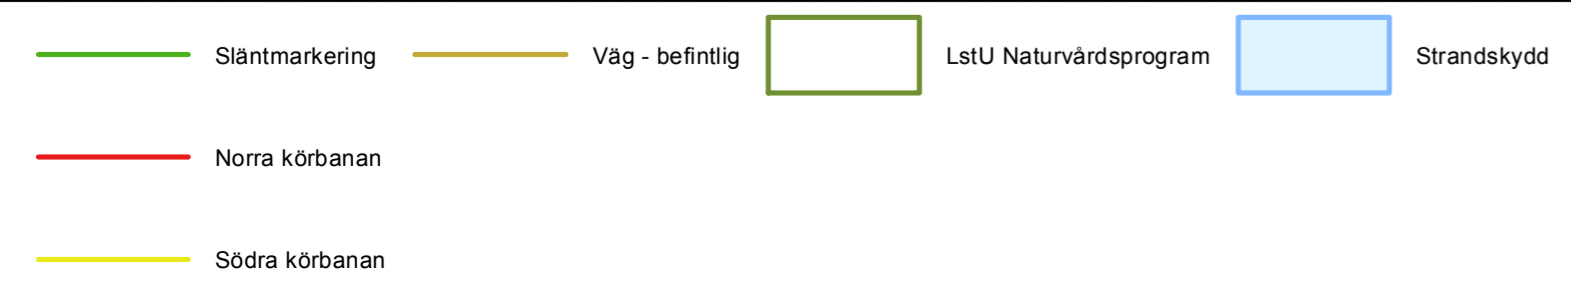 Släntmarkering
Väg - befintlig
LstU Naturvårdsprogram
Strandskydd
Norra körbanan
Södra körbanan